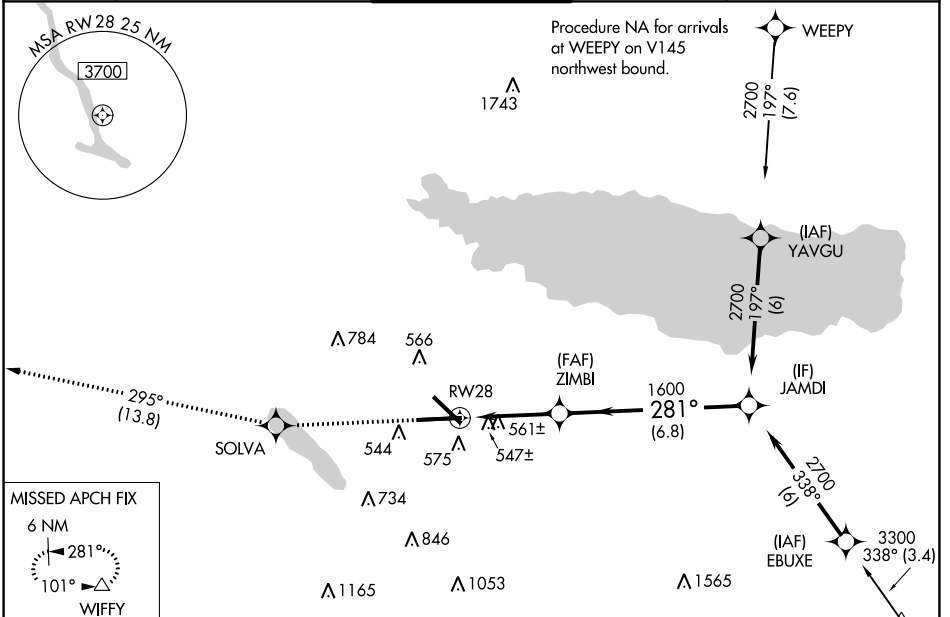 MSA RW 28 25 NM
3700
Procedure NA for arrivals
at WEEPY on V145
northwest bound.
WEEPY
1743
2700
197°
(7.6)
(IAF)
YAVGU
2700
197°
(6)
784
566
(FAF)
ZIMBI
(IF)
JAMDI
RW28
1600
281°
(6.8)
295°
(13.8)
SOLVA
544
575
561±
547±
2700
338°
(6)
734
846
(IAF)
EBUXE
3300
338° (3.4)
1165
1053
1565
MISSED APCH FIX
6 NM
281°
101°
WIFFY